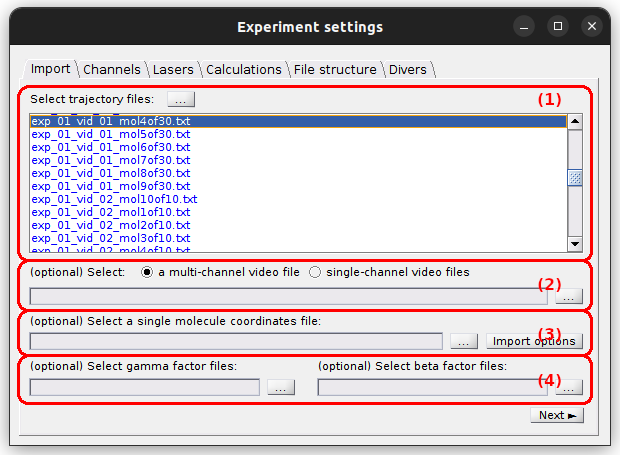 Experiment settings
Import Channels Lasers Calculations File structure Divers
Select trajectory files: ... (1)
exp_01_vid_01_mol4of30.txt
exp_01_vid_01_mol5of30.txt
exp_01_vid_01_mol6of30.txt
exp_01_vid_01_mol7of30.txt
exp_01_vid_01_mol8of30.txt
exp_01_vid_01_mol9of30.txt
exp_01_vid_02_mol10of10.txt
exp_01_vid_02_mol1of10.txt
exp_01_vid_02_mol2of10.txt
exp_01_vid_02_mol3of10.txt
exp_01_vid_02_mol4of10.txt
(optional) Select: a multi-channel video file single-channel video files
(2)
...
(optional) Select a single molecule coordinates file:
(3)
... Import options
(optional) Select gamma factor files: (optional) Select beta factor files:
(4)
... ...
Next ►